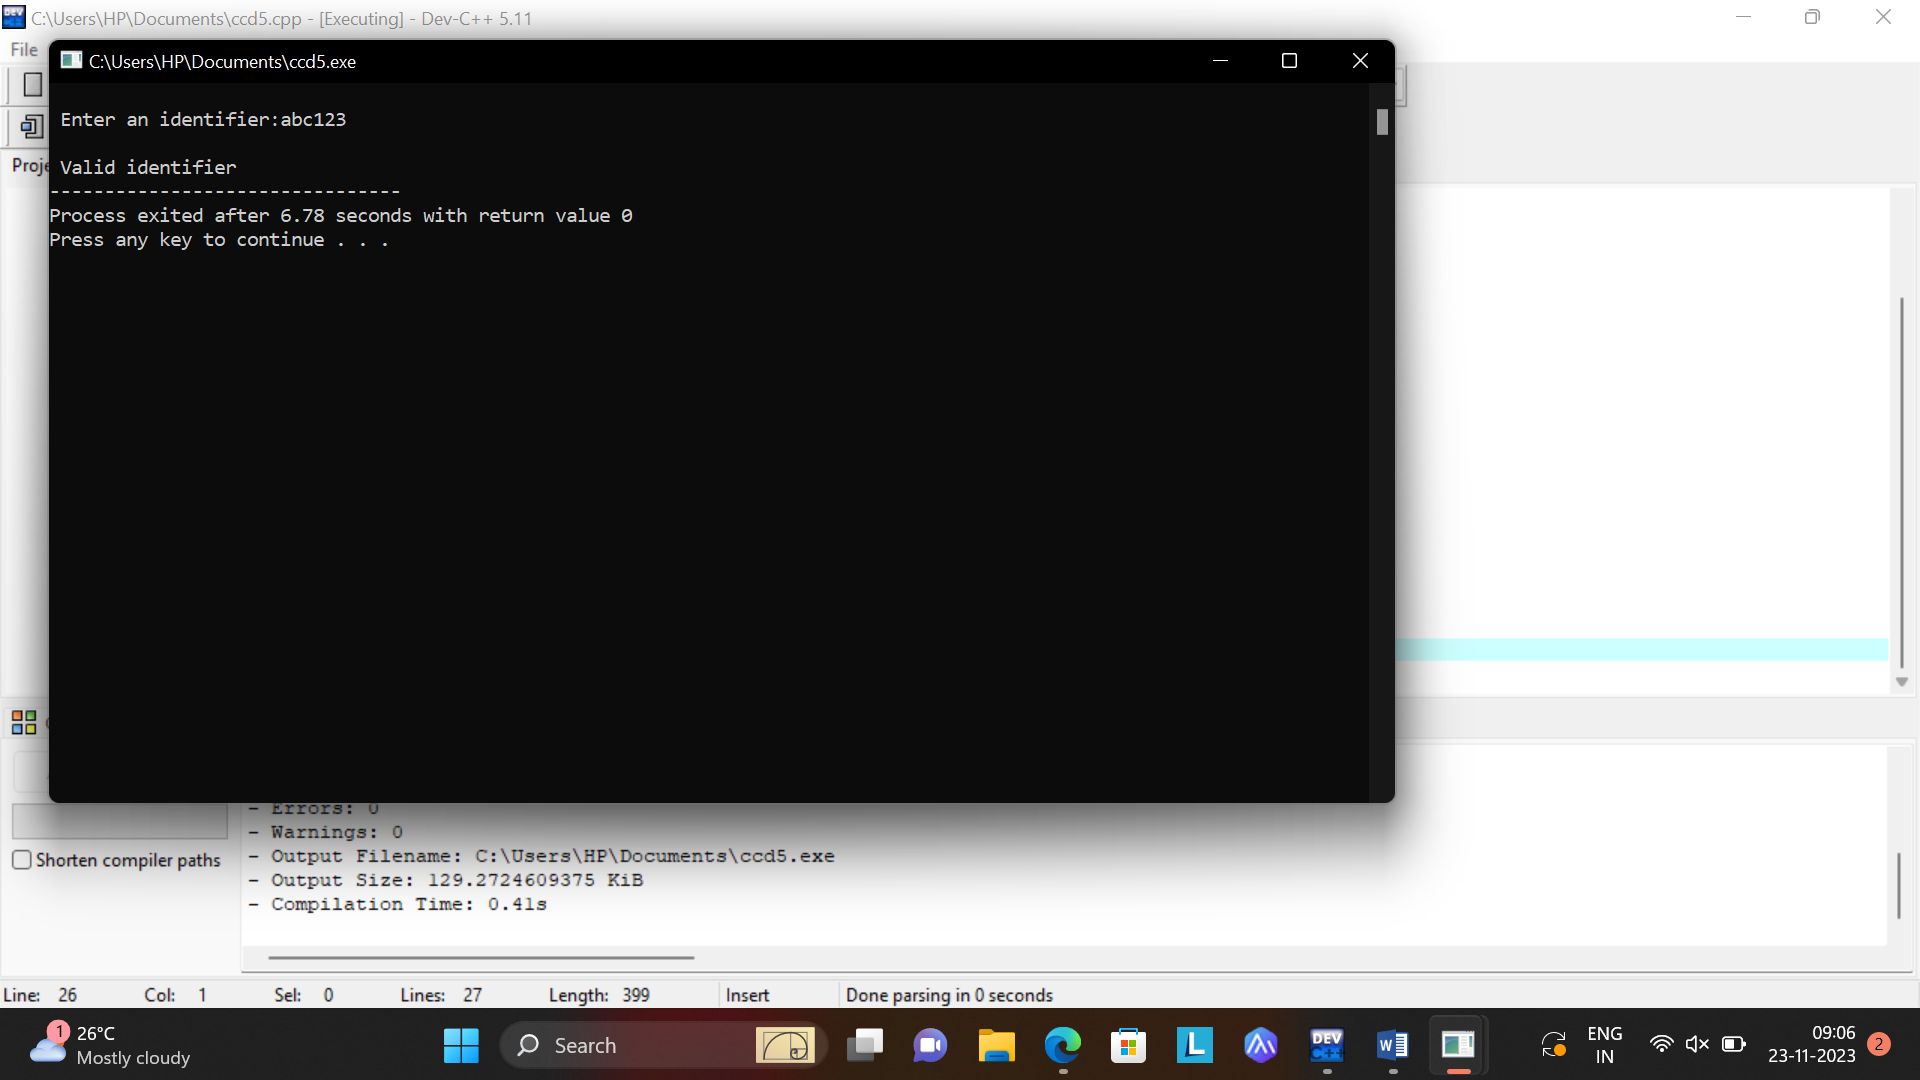 C:\Users\HP\Documents\ccd5.cpp - [Executing] - Dev-C++ 5.11
File
C:\Users\HP\Documents\ccd5.exe
Enter an identifier:abc123
Valid identifier
--------------------------------
Process exited after 6.78 seconds with return value 0
Press any key to continue . . .
Proje
- Errors: 0
- Warnings: 0
- Output Filename: C:\Users\HP\Documents\ccd5.exe
- Output Size: 129.2724609375 KiB
- Compilation Time: 0.41s
Shorten compiler paths
Line: 26 Col: 1 Sel: 0 Lines: 27 Length: 399 Insert Done parsing in 0 seconds
1
26°C
Mostly cloudy
Search
L
DEV
C++
W
ENG
IN
09:06
23-11-2023
2